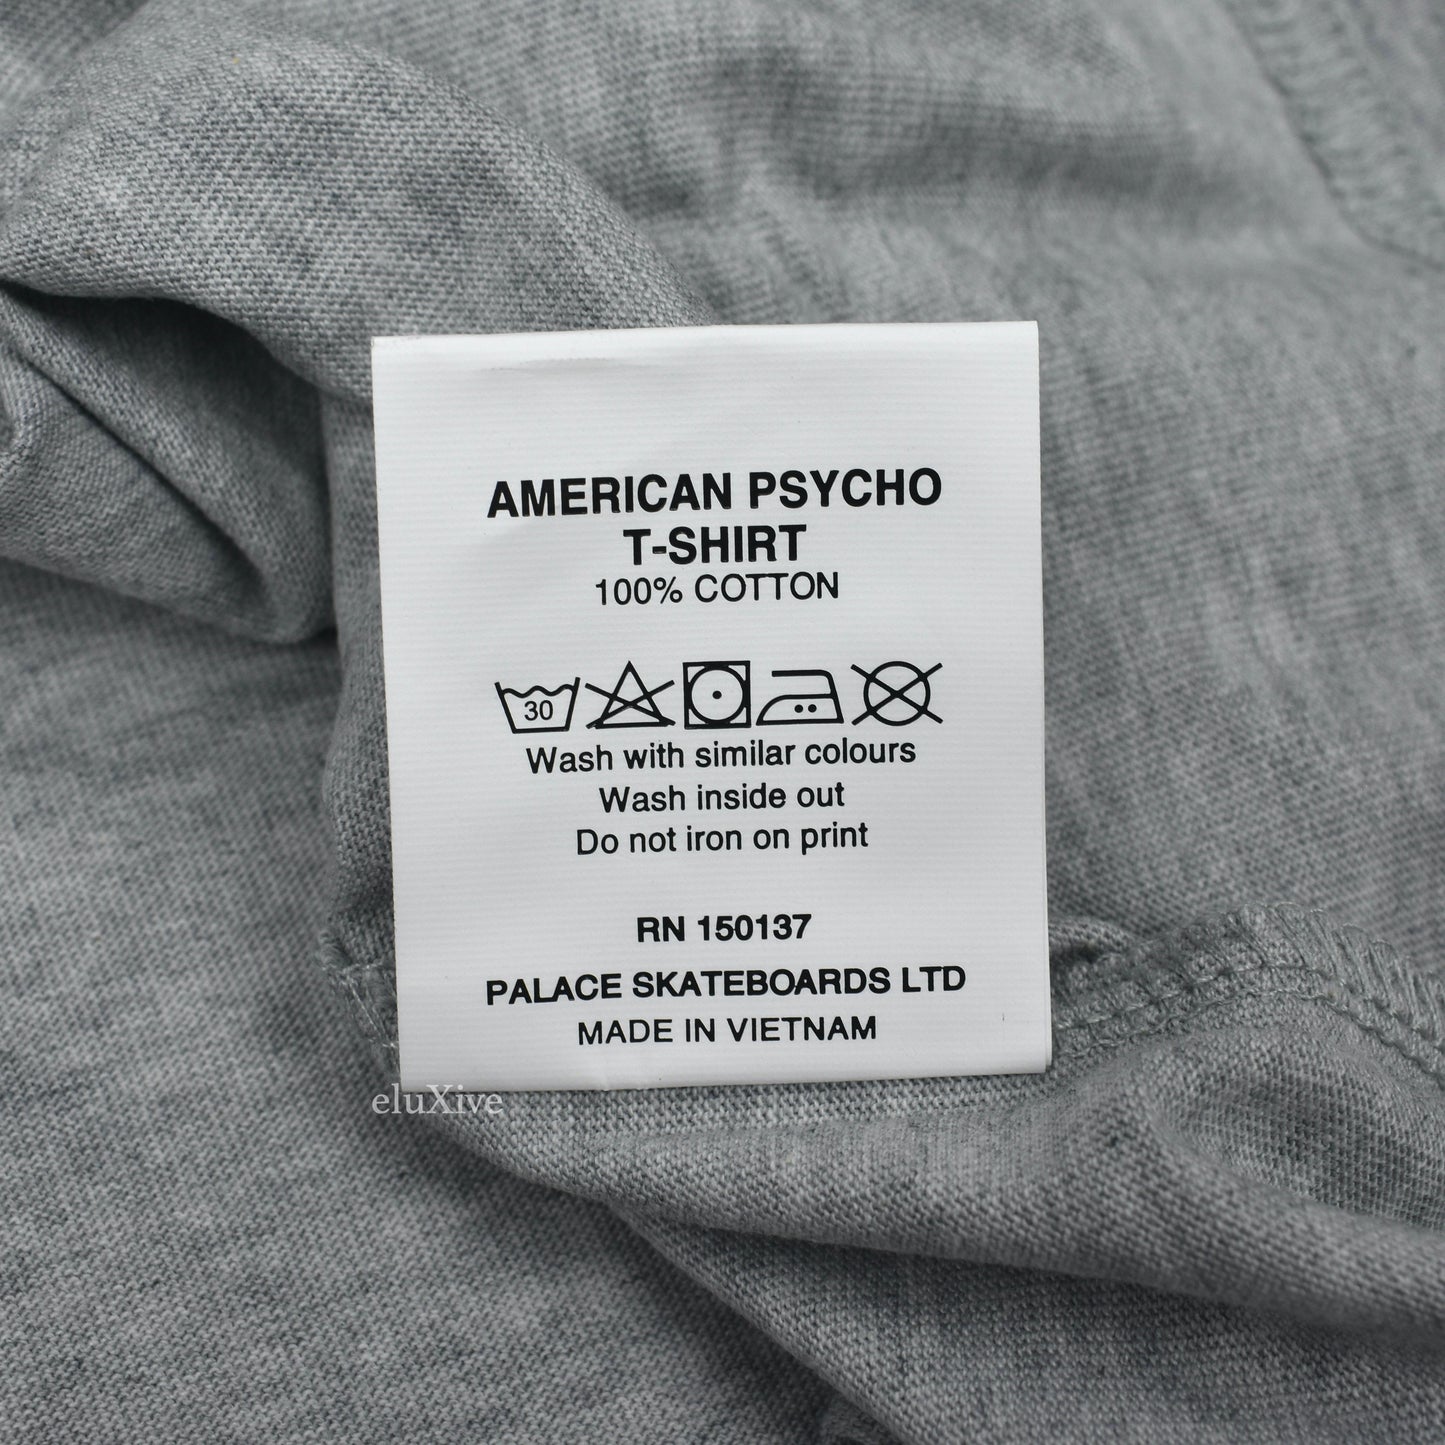 AMERICAN PSYCHO
T-SHIRT
100% COTTON
30
Wash with similar colours
Wash inside out
Do not iron on print
RN 150137
PALACE SKATEBOARDS LTD
MADE IN VIETNAM
eluXive